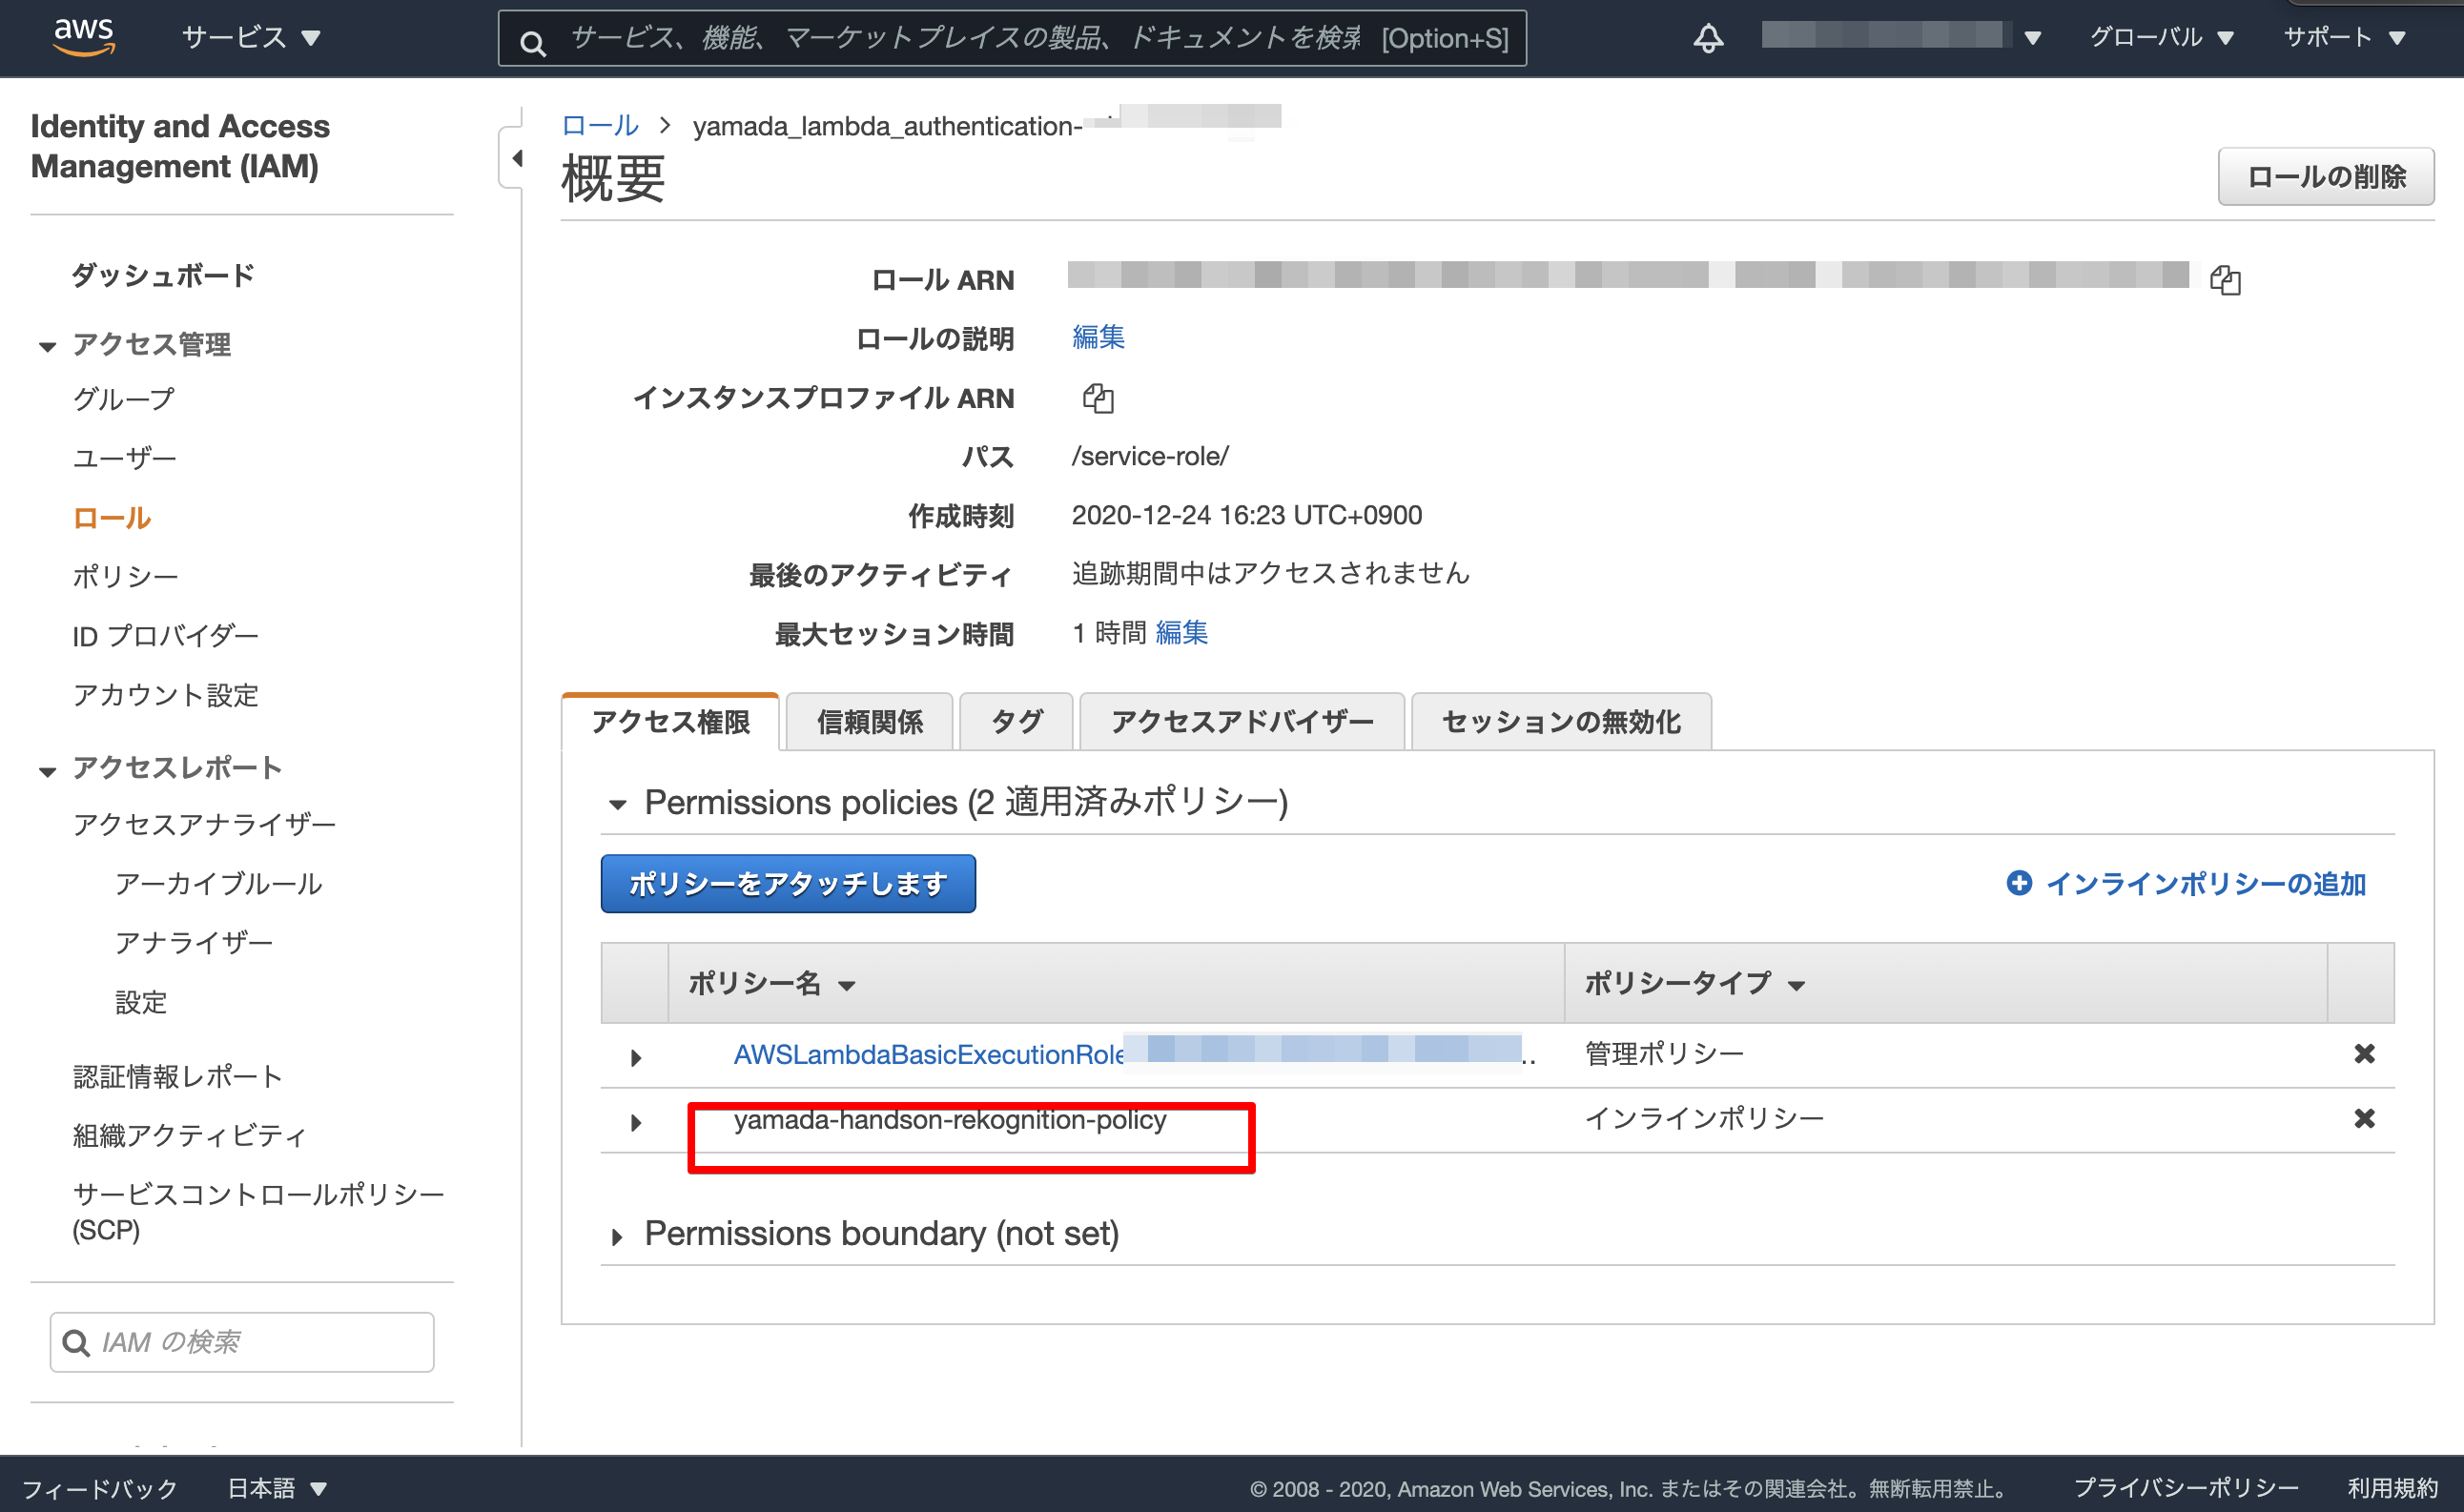 aws
サービス
サービス、機能、マーケットプレイスの製品、ドキュメントを検索 [Option+S]
グローバル
サポート
Identity and Access
Management (IAM)
ダッシュボード
アクセス管理
グループ
ユーザー
ロール
ポリシー
ID プロバイダー
アカウント設定
アクセスレポート
アクセスアナライザー
アーカイブルール
アナライザー
設定
認証情報レポート
組織アクティビティ
サービスコントロールポリシー
(SCP)
IAM の検索
ロール > yamada_lambda_authentication-
概要
ロールの削除
ロール ARN
ロールの説明 編集
インスタンスプロファイル ARN
パス /service-role/
作成時刻 2020-12-24 16:23 UTC+0900
最後のアクティビティ 追跡期間中はアクセスされません
最大セッション時間 1 時間 編集
アクセス権限 信頼関係 タグ アクセスアドバイザー セッションの無効化
Permissions policies (2 適用済みポリシー)
ポリシーをアタッチします
インラインポリシーの追加
ポリシー名 ポリシータイプ
AWSLambdaBasicExecutionRole .. 管理ポリシー
yamada-handson-rekognition-policy インラインポリシー
Permissions boundary (not set)
フィードバック
日本語
© 2008 - 2020, Amazon Web Services, Inc. またはその関連会社。無断転用禁止。
プライバシーポリシー
利用規約